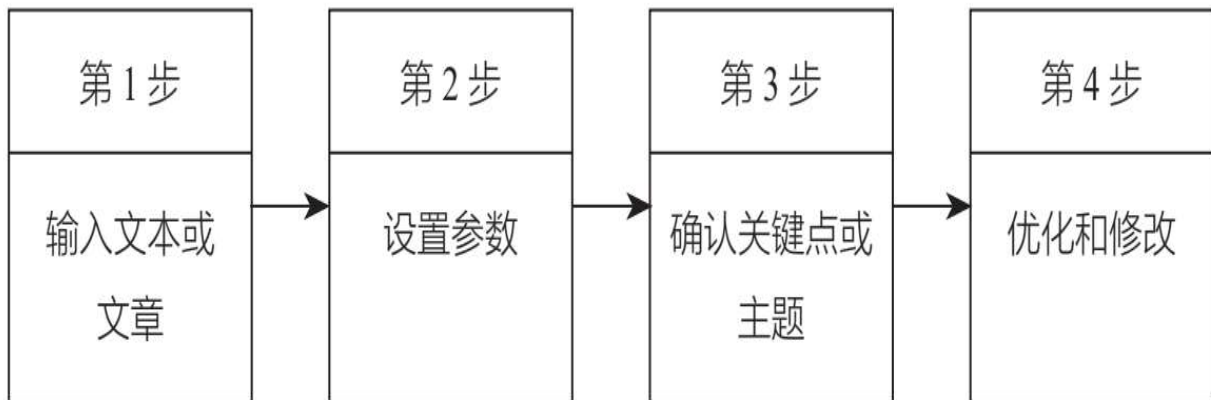 第1步
输入文本或
文章
第2步
设置参数
第3步
确认关键点或
主题
第4步
优化和修改